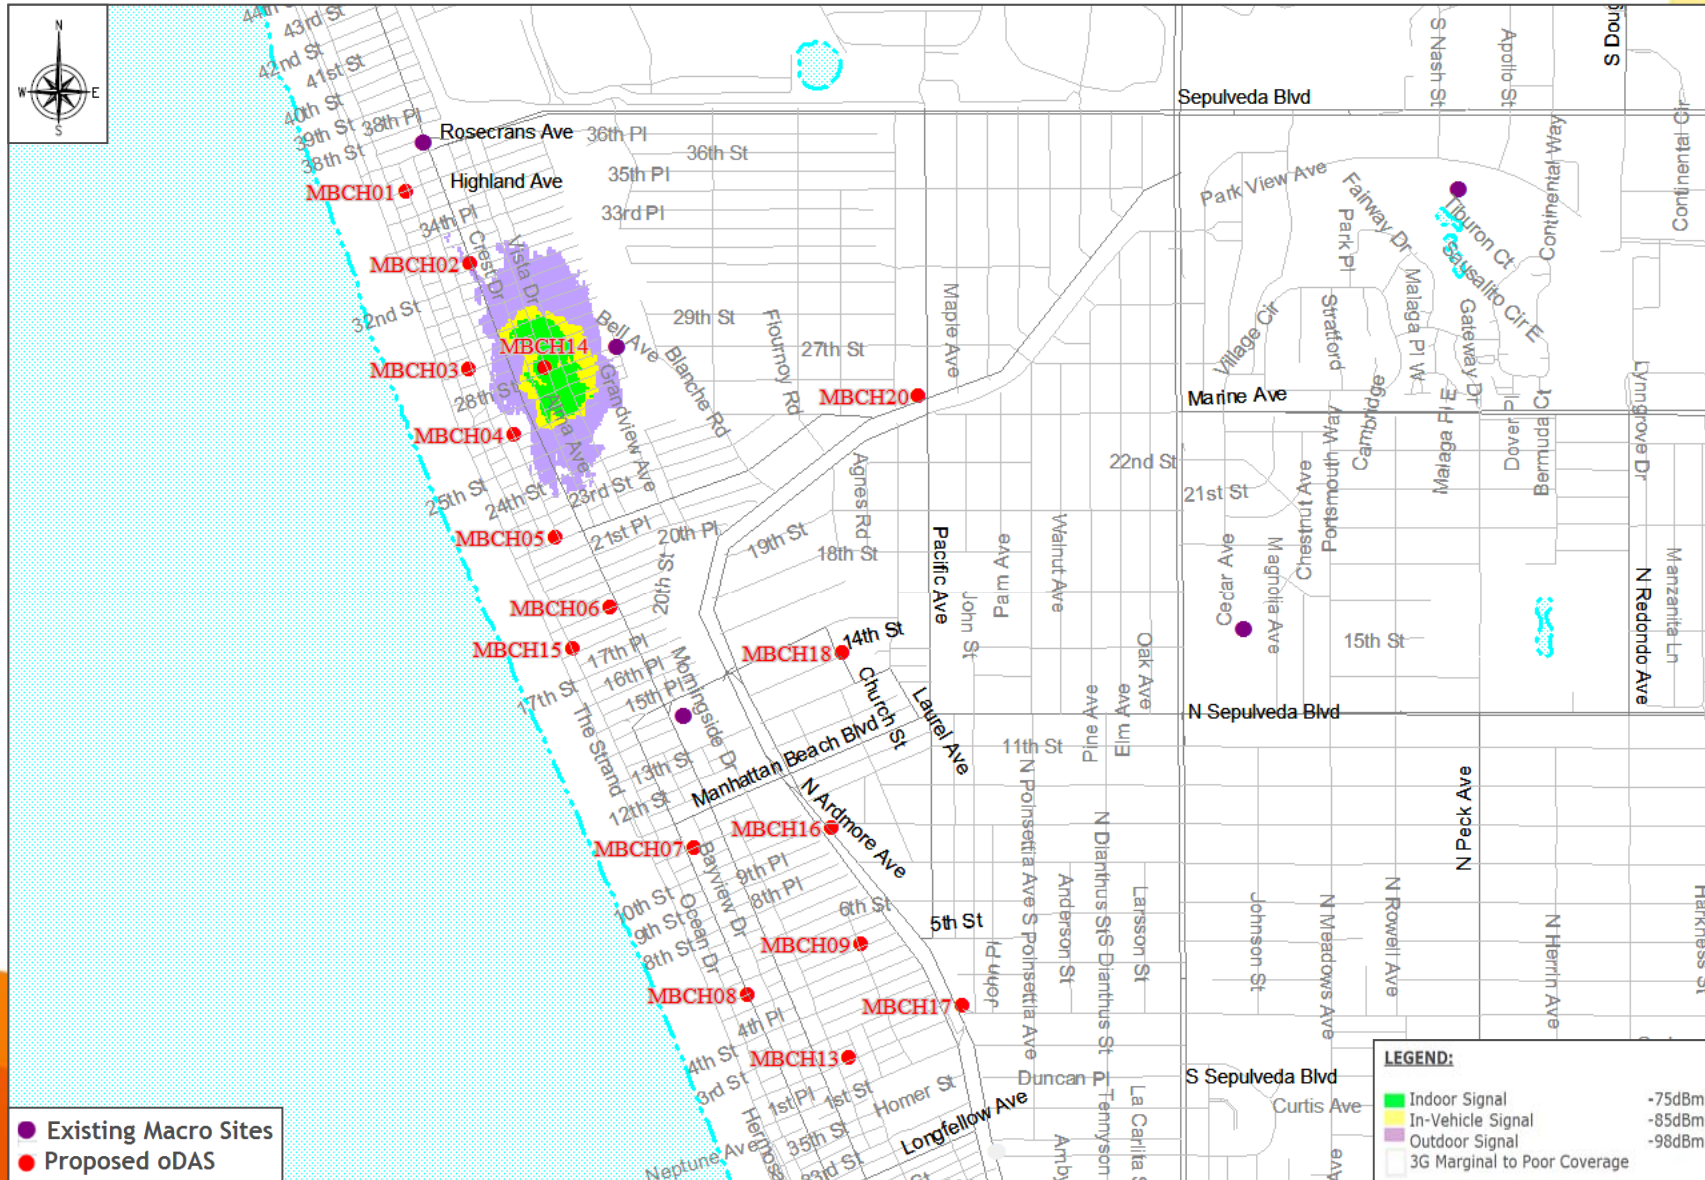 N
W
E
S
44th St
43rd St
42nd St
41st St
40th St
39th St
38th Pl
38th St
Rosecrans Ave
36th Pl
36th St
Sepulveda Blvd
S Nash St
Apollo St
Continental Way
Continental Cir
MBCH01
Highland Ave
35th Pl
33rd Pl
34th Pl
Park View Ave
Fairway Dr
Park Pl
Tiburon Ct
Sausalito Cir E
MBCH02
Crest Dr
Vista Dr
32nd St
Bell Ave
29th St
Flournoy Rd
27th St
Maple Ave
Village Cir
Stratford
Malaga Pl W
Gateway Dr
MBCH14
MBCH03
28th St
Grandview Ave
Blanche Rd
MBCH20
Marine Ave
Cambridge
Malaga Pl E
Dover Pl
Bermuda Ct
Lynngrove Dr
MBCH04
25th St
24th St
23rd St
Agnes Rd
22nd St
21st St
Chestnut Ave
Portsmouth Way
MBCH05
21st Pl
20th Pl
20th St
19th St
18th St
Pacific Ave
Pam Ave
Walnut Ave
John St
Cedar Ave
Magnolia Ave
Manzanita Ln
N Redondo Ave
MBCH06
MBCH15
17th Pl
16th Pl
15th Pl
17th St
Morningside Dr
MBCH18
14th St
Church St
Laurel Ave
Oak Ave
15th St
The Strand
Pine Ave
Elm Ave
N Sepulveda Blvd
11th St
13th St
12th St
Manhattan Beach Blvd
N Ardmore Ave
MBCH16
MBCH07
Bayview Dr
9th Pl
8th Pl
N Poinsettia Ave
S Poinsettia Ave
N Dianthus St
S Dianthus St
N Peck Ave
10th St
9th St
8th St
Ocean Dr
6th St
5th St
Anderson St
Larsson St
Johnson St
N Meadows Ave
N Rowell Ave
N Herrin Ave
Harkness St
MBCH09
John Pl
MBCH08
MBCH17
4th Pl
4th St
3rd St
MBCH13
1st Pl
1st St
Homer St
Duncan Pl
Tennyson
La Carlita S
S Sepulveda Blvd
Curtis Ave
35th St
33rd St
Neptune Ave
Longfellow Ave
Existing Macro Sites
Proposed oDAS
LEGEND:
Indoor Signal -75dBm
In-Vehicle Signal -85dBm
Outdoor Signal -98dBm
3G Marginal to Poor Coverage